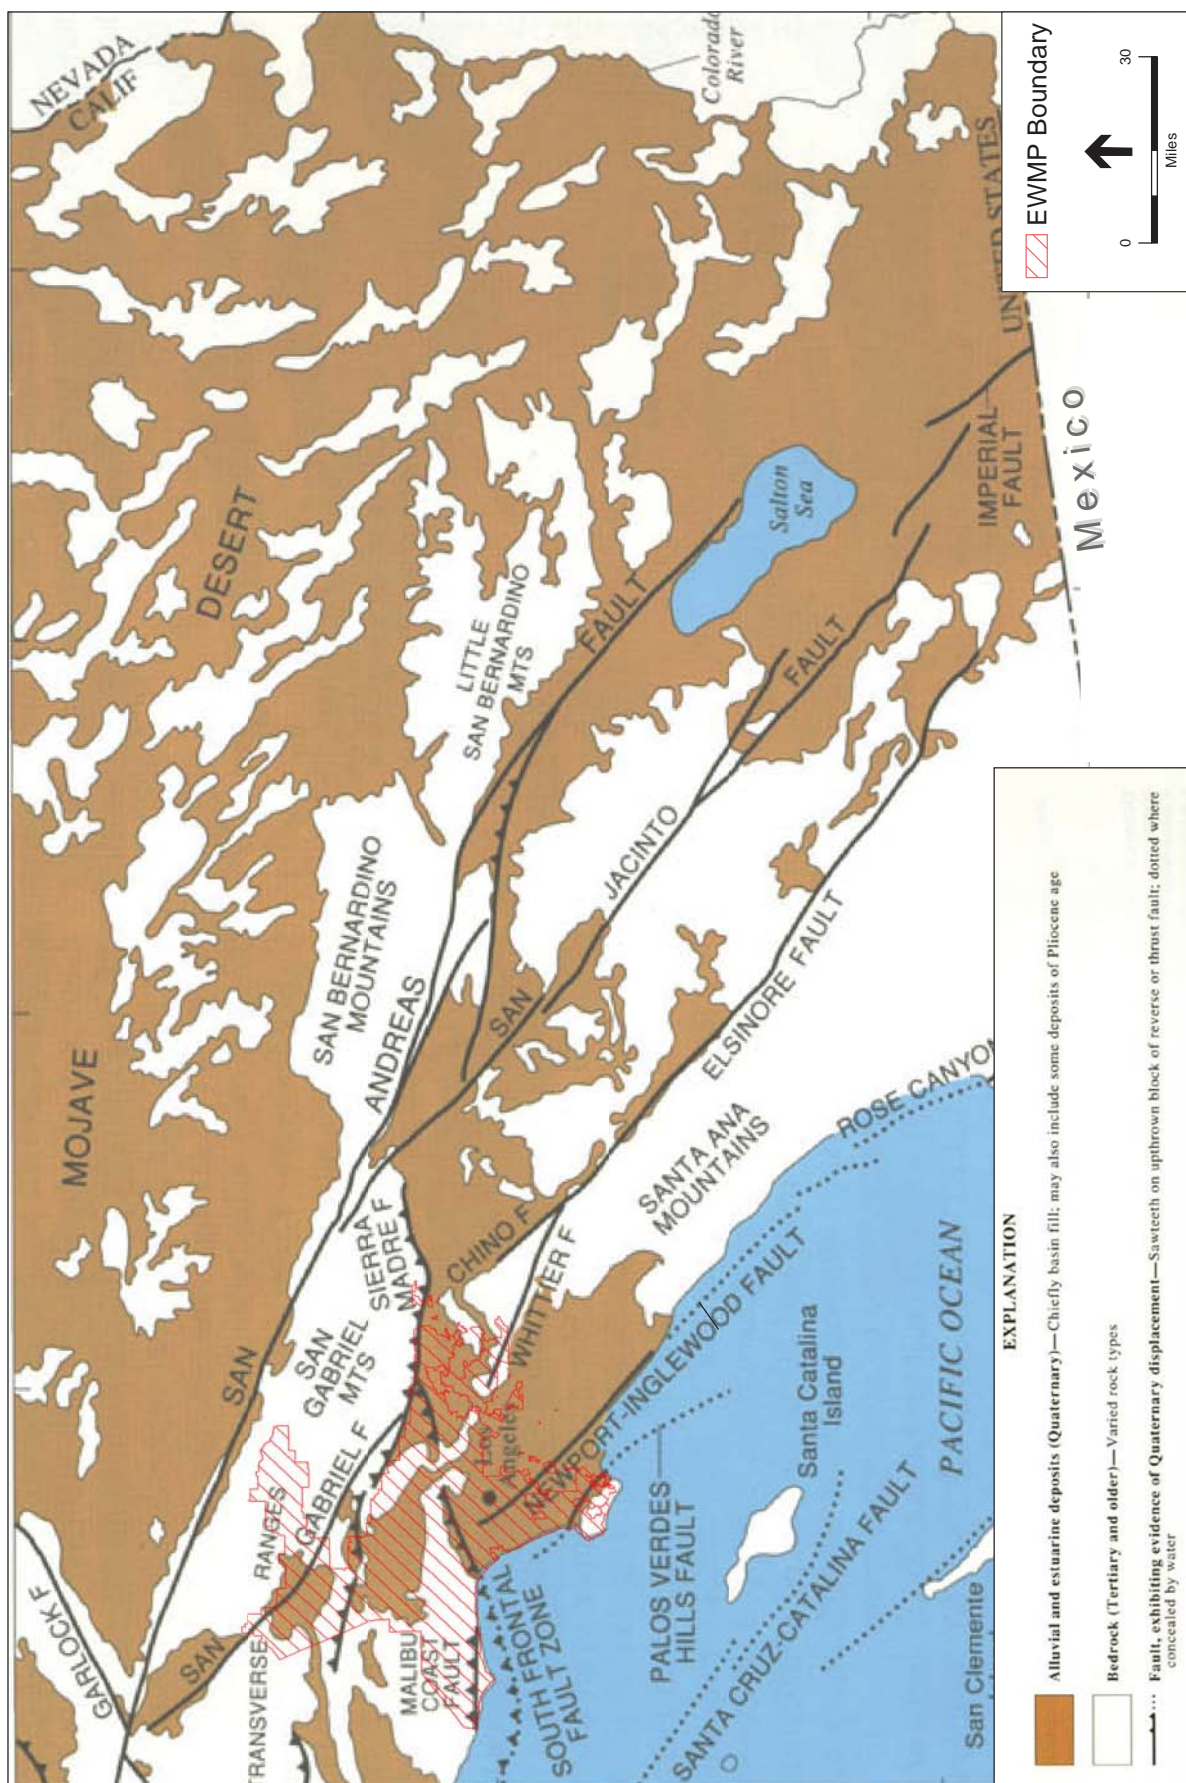 NEVADA
CALIF
Colorado
River
MOJAVE
DESERT
GARLOCK F
SAN
ANDREAS
FAULT
SAN BERNARDINO
MOUNTAINS
LITTLE
SAN BERNARDINO
MTS
Salton
Sea
IMPERIAL
FAULT
UNITED STATES
Mexico
SAN
JACINTO
FAULT
ELSINORE FAULT
SAN
GABRIEL F
TRANSVERSE
RANGES
SAN
GABRIEL
MTS
SIERRA
MADRE F
CHINO F
WHITHER F
SANTA ANA
MOUNTAINS
Los
Angeles
MALIBU
COAST
FAULT
SOUTH FRONTAL
FAULT ZONE
NEWPORT-INGLEWOOD FAULT
ROSE CANYON
PALOS VERDES
HILLS FAULT
Santa Catalina
Island
SANTA CRUZ-CATALINA FAULT
PACIFIC OCEAN
San Clemente
EWMP Boundary
0
30
Miles
EXPLANATION
Alluvial and estuarine deposits (Quaternary)—Chiefly basin fill; may also include some deposits of Pliocene age
Bedrock (Tertiary and older)—Varied rock types
Fault, exhibiting evidence of Quaternary displacement—Sawteeth on upthrown block of reverse or thrust fault; dotted where
concealed by water